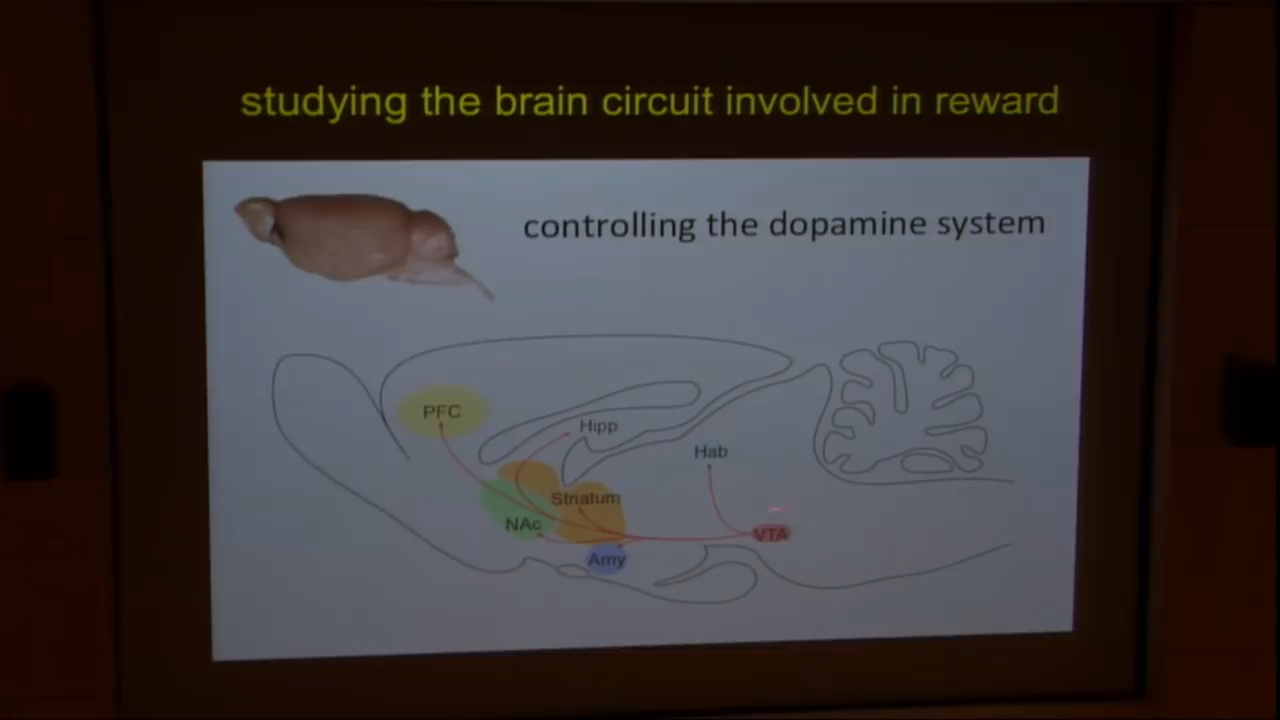 studying the brain circuit involved in reward
controlling the dopamine system
PFC
Hipp
Hab
Striatum
NAc
VTA
Amy